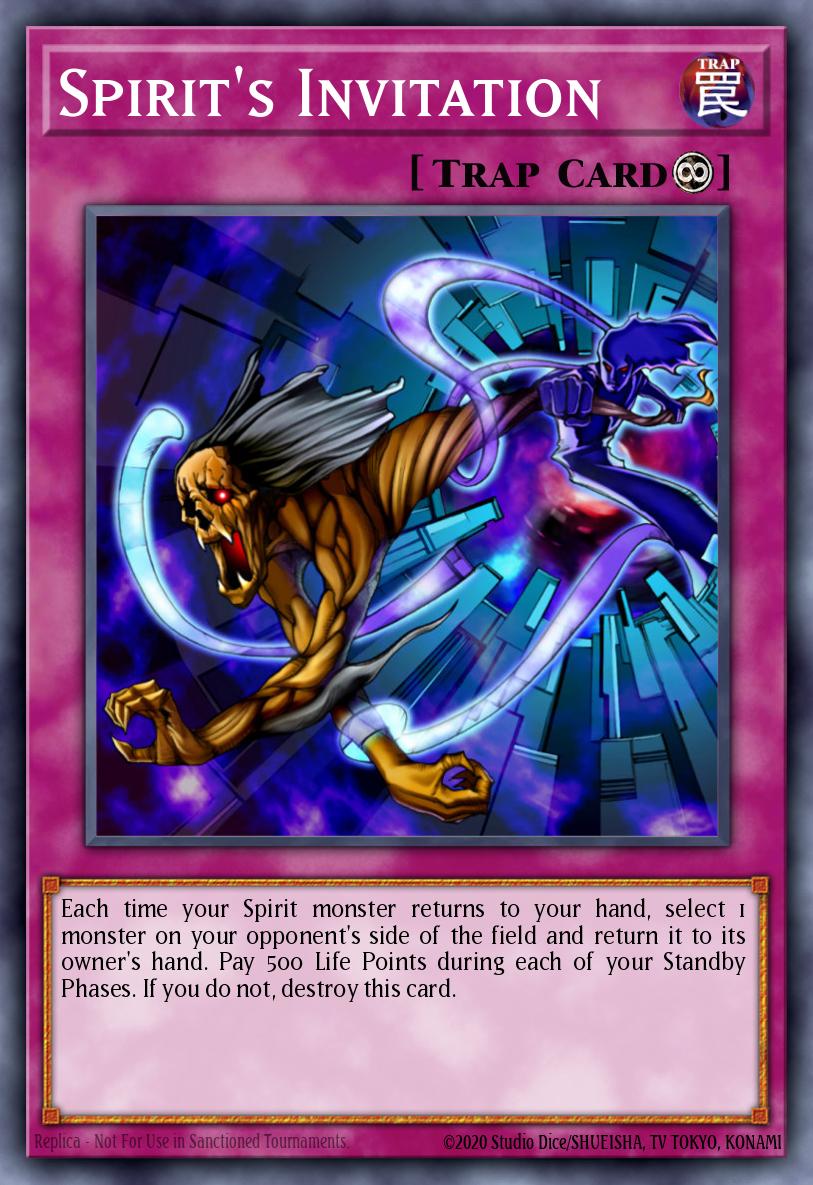 Spirit's Invitation
TRAP
罠
[Trap Card]
Each time your Spirit monster returns to your hand, select 1
monster on your opponent's side of the field and return it to its
owner's hand. Pay 500 Life Points during each of your Standby
Phases. If you do not, destroy this card.
Replica - Not For Use in Sanctioned Tournaments.
©2020 Studio Dice/SHUEISHA, TV TOKYO, KONAMI